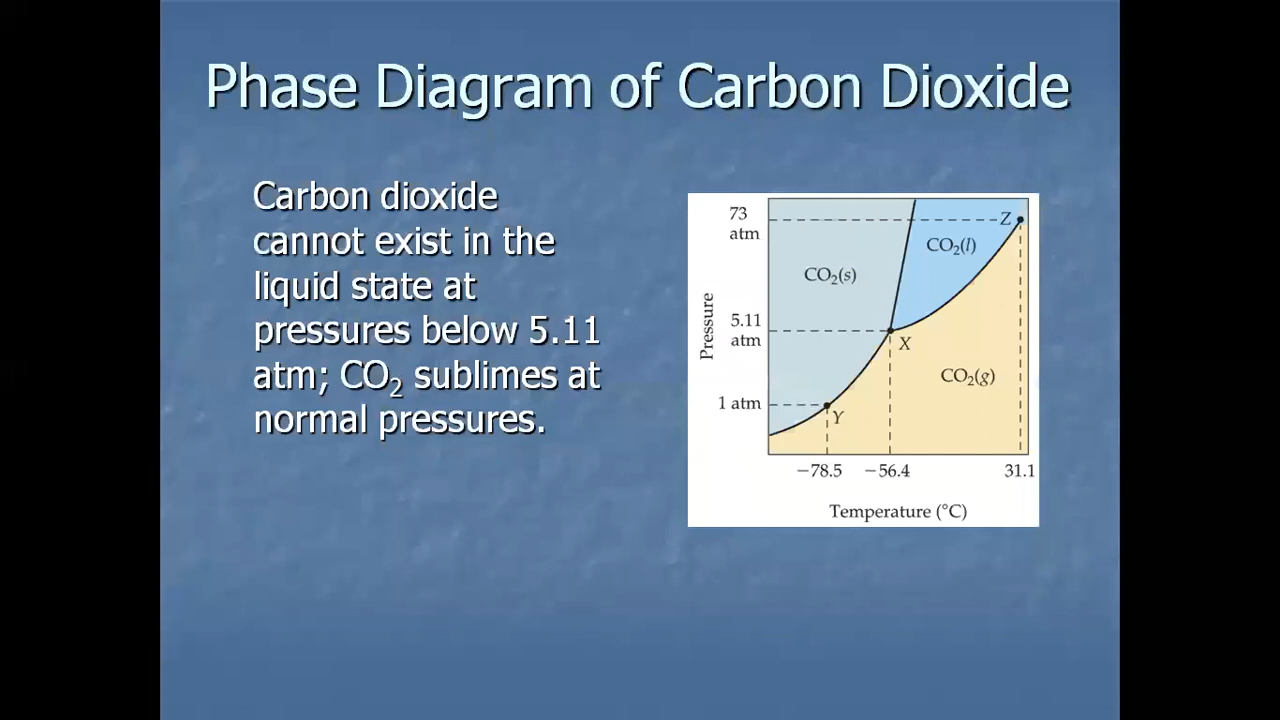 Phase Diagram of Carbon Dioxide
Carbon dioxide
cannot exist in the
liquid state at
pressures below 5.11
atm; CO₂ sublimes at
normal pressures.
73
atm
Z
CO₂(l)
CO₂(s)
5.11
atm
X
Pressure
CO₂(g)
1 atm
Y
−78.5
−56.4
31.1
Temperature (°C)